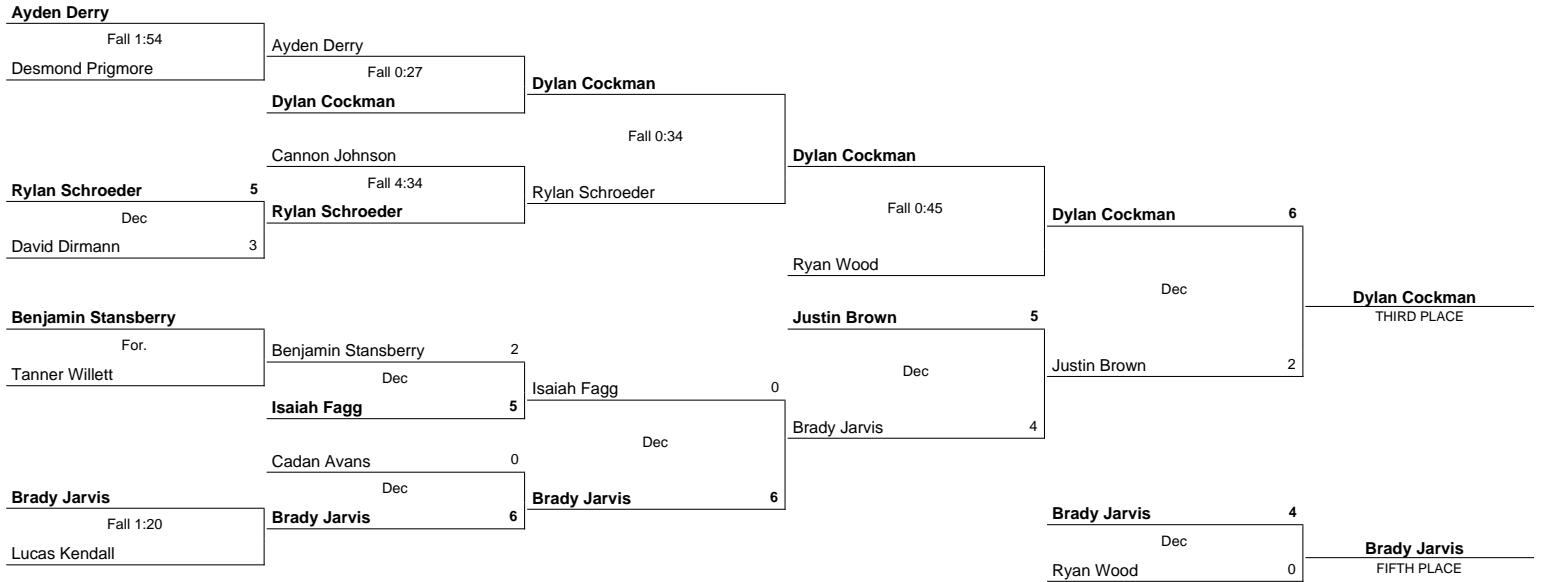 Ayden Derry
Fall 1:54
Desmond Prigmore
Rylan Schroeder 5
Dec
David Dirmann 3
Benjamin Stansberry
For.
Tanner Willett
Brady Jarvis
Fall 1:20
Lucas Kendall
Ayden Derry
Fall 0:27
Dylan Cockman
Cannon Johnson
Fall 4:34
Rylan Schroeder
Benjamin Stansberry 2
Dec
Isaiah Fagg 5
Cadan Avans 0
Dec
Brady Jarvis 6
Dylan Cockman
Fall 0:34
Rylan Schroeder
Isaiah Fagg 0
Dec
Brady Jarvis 6
Dylan Cockman
Fall 0:45
Ryan Wood
Justin Brown 5
Dec
Brady Jarvis 4
Dylan Cockman 6
Dec
Justin Brown 2
Brady Jarvis 4
Dec
Ryan Wood 0
Dylan Cockman
THIRD PLACE
Brady Jarvis
FIFTH PLACE